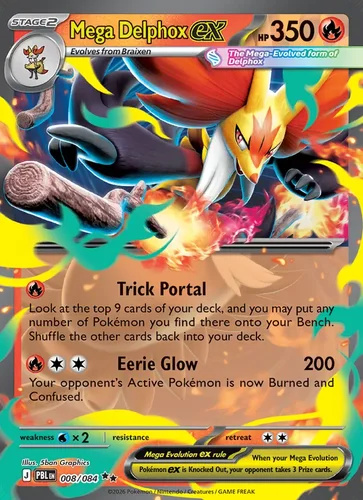 STAGE2
Mega Delphox ex
HP 350
Evolves from Braixen
The Mega-Evolved form of
Delphox
Trick Portal
Look at the top 9 cards of your deck, and you may put
any number of Pokémon you find there onto your Bench.
Shuffle the other cards back into your deck.
Eerie Glow 200
Your opponent's Active Pokémon is now Burned and
Confused.
weakness ×2 resistance retreat
Illus. 5ban Graphics
Mega Evolution ex rule
When your Mega Evolution
Pokémon ex is Knocked Out, your opponent takes 3 Prize cards.
J PBL EN 008/084
©2026 Pokémon / Nintendo / Creatures / GAME FREAK